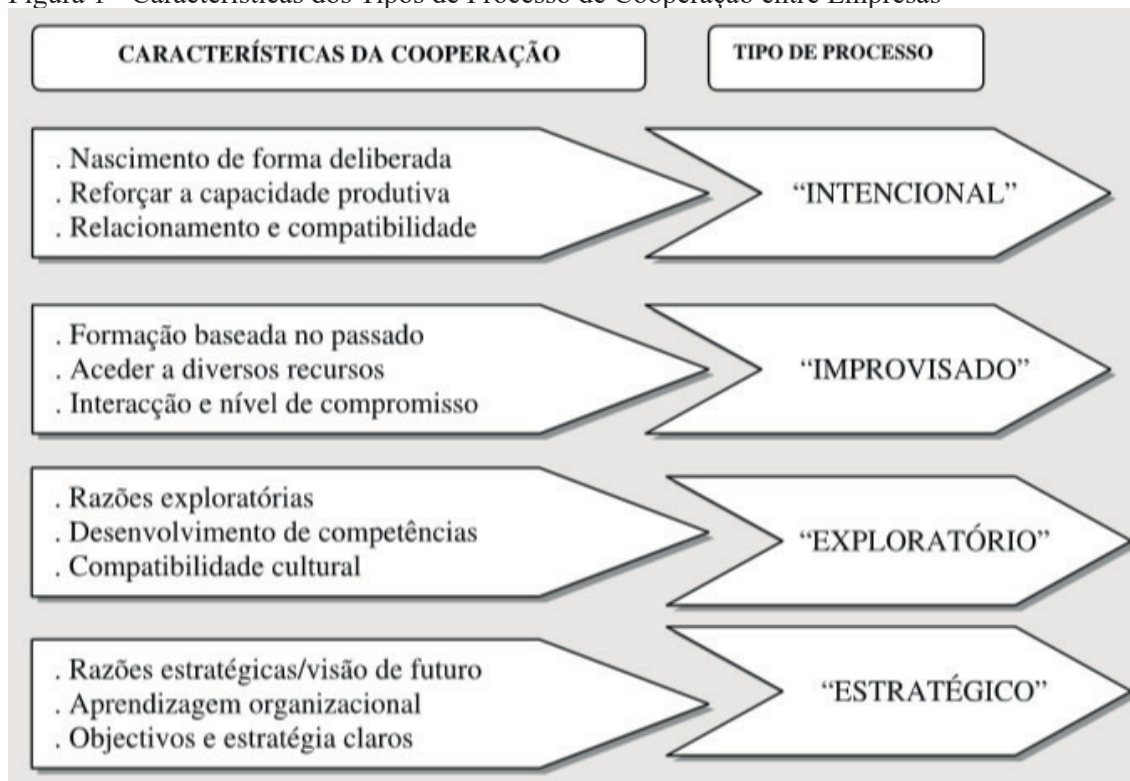 Figura 1 - Características dos Tipos de Processo de Cooperação entre Empresas
CARACTERÍSTICAS DA COOPERAÇÃO
TIPO DE PROCESSO
. Nascimento de forma deliberada
. Reforçar a capacidade produtiva
. Relacionamento e compatibilidade
“INTENCIONAL”
. Formação baseada no passado
. Aceder a diversos recursos
. Interacção e nível de compromisso
“IMPROVISADO”
. Razões exploratórias
. Desenvolvimento de competências
. Compatibilidade cultural
“EXPLORATÓRIO”
. Razões estratégicas/visão de futuro
. Aprendizagem organizacional
. Objectivos e estratégia claros
“ESTRATÉGICO”